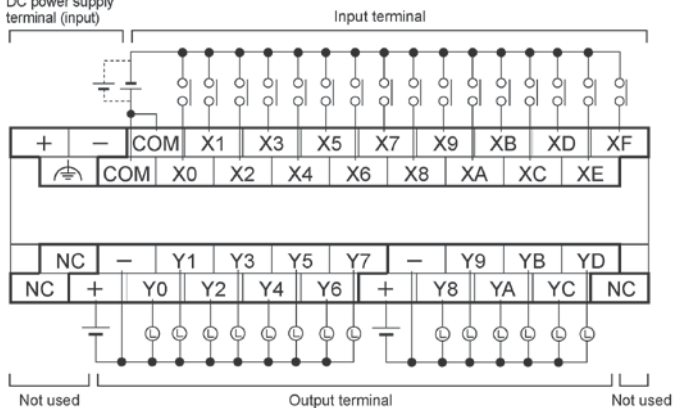 DC power supply
terminal (input)
Input terminal
+ − COM X1 X3 X5 X7 X9 XB XD XF
COM X0 X2 X4 X6 X8 XA XC XE
NC − Y1 Y3 Y5 Y7 − Y9 YB YD
NC + Y0 Y2 Y4 Y6 + Y8 YA YC NC
L L L L L L L L L L L L L L
Not used
Output terminal
Not used